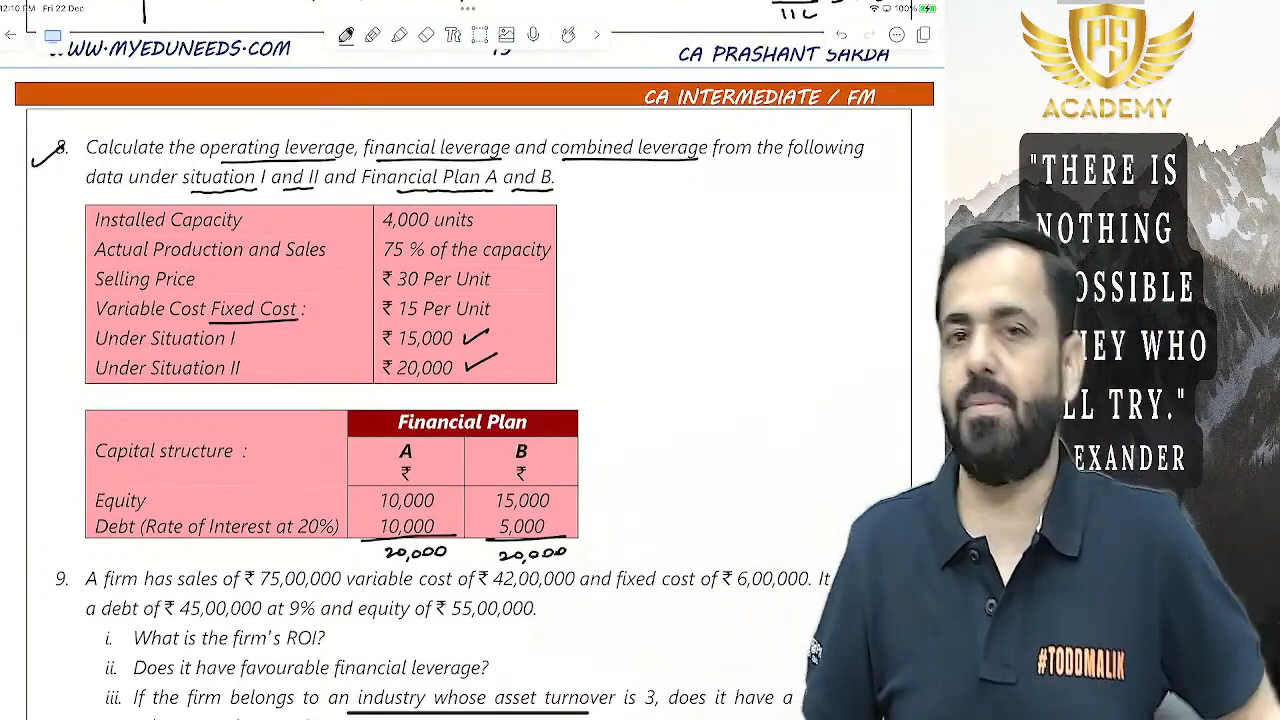 12:10 PM Fri 22 Dec
100%
WWW.MYEDUNEEDS.COM
CA PRASHANT SARDA
CA INTERMEDIATE / FM
8. Calculate the operating leverage, financial leverage and combined leverage from the following
data under situation I and II and Financial Plan A and B.
Installed Capacity 4,000 units
Actual Production and Sales 75 % of the capacity
Selling Price ₹ 30 Per Unit
Variable Cost Fixed Cost : ₹ 15 Per Unit
Under Situation I ₹ 15,000
Under Situation II ₹ 20,000
Financial Plan
Capital structure : A B
₹ ₹
Equity 10,000 15,000
Debt (Rate of Interest at 20%) 10,000 5,000
20,000 20,000
9. A firm has sales of ₹ 75,00,000 variable cost of ₹ 42,00,000 and fixed cost of ₹ 6,00,000. It
a debt of ₹ 45,00,000 at 9% and equity of ₹ 55,00,000.
i. What is the firm's ROI?
ii. Does it have favourable financial leverage?
iii. If the firm belongs to an industry whose asset turnover is 3, does it have a
PS
ACADEMY
"THERE IS
NOTHING
OSSIBLE
HEY WHO
LL TRY."
EXANDER
#TODDMALIK